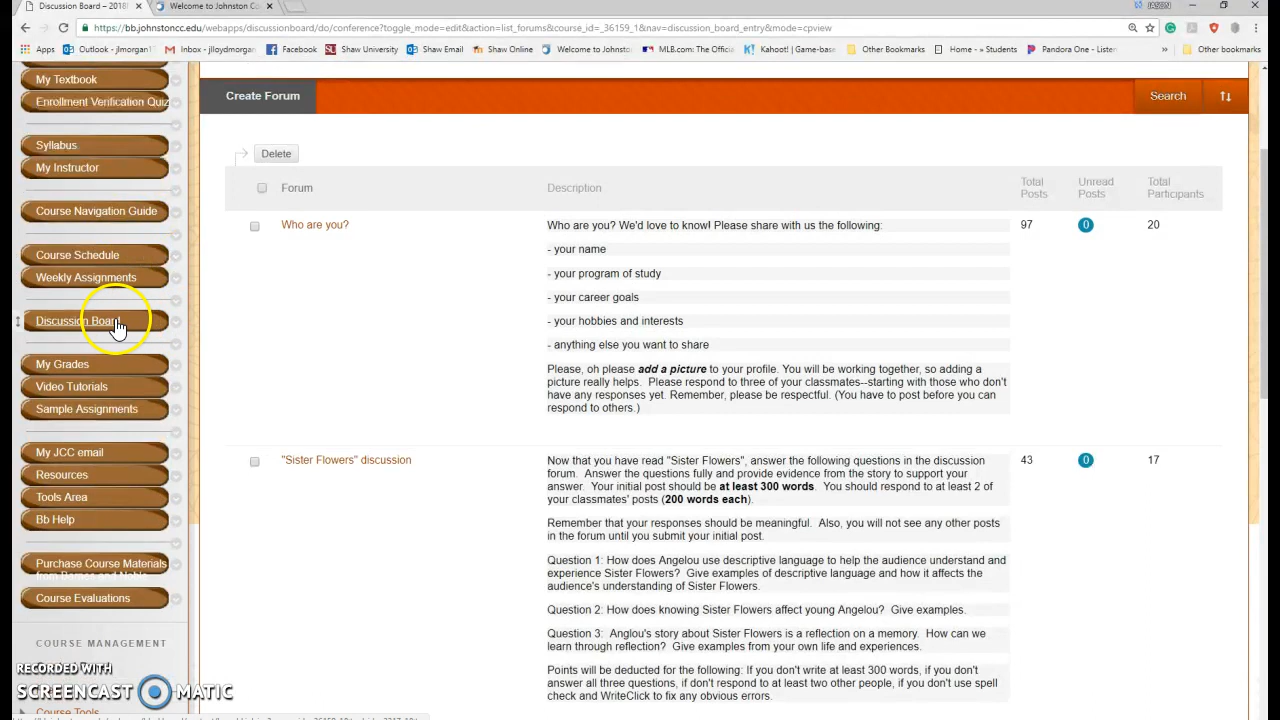 Discussion Board – 2018
Welcome to Johnston Co
https://bb.johnstoncc.edu/webapps/discussionboard/do/conference?toggle_mode=edit&action=list_forums&course_id=_36159_1&nav=discussion_board_entry&mode=cpview
Apps Outlook - jlmorgan Inbox - jlloydmorgan Facebook Shaw University Shaw Email Shaw Online Welcome to Johnston MLB.com: The Offici Kahoot! | Game-base Other Bookmarks Home - » Students Pandora One - Listen » Other bookmarks
My Textbook
Enrollment Verification Quiz
Syllabus
My Instructor
Course Navigation Guide
Course Schedule
Weekly Assignments
Discussion Board
My Grades
Video Tutorials
Sample Assignments
My JCC email
Resources
Tools Area
Bb Help
Purchase Course Materials
from Barnes and Noble
Course Evaluations
COURSE MANAGEMENT
RECORDED WITH
SCREENCAST MATIC
Course Tools
Create Forum
Search
Delete
Forum Description Total Posts Unread Posts Total Participants
Who are you? Who are you? We'd love to know! Please share with us the following: 97 0 20
- your name
- your program of study
- your career goals
- your hobbies and interests
- anything else you want to share
Please, oh please add a picture to your profile. You will be working together, so adding a
picture really helps. Please respond to three of your classmates--starting with those who don't
have any responses yet. Remember, please be respectful. (You have to post before you can
respond to others.)
"Sister Flowers" discussion Now that you have read "Sister Flowers", answer the following questions in the discussion 43 0 17
forum. Answer the questions fully and provide evidence from the story to support your
answer. Your initial post should be at least 300 words. You should respond to at least 2 of
your classmates' posts (200 words each).
Remember that your responses should be meaningful. Also, you will not see any other posts
in the forum until you submit your initial post.
Question 1: How does Angelou use descriptive language to help the audience understand and
experience Sister Flowers? Give examples of descriptive language and how it affects the
audience's understanding of Sister Flowers.
Question 2: How does knowing Sister Flowers affect young Angelou? Give examples.
Question 3: Anglou's story about Sister Flowers is a reflection on a memory. How can we
learn through reflection? Give examples from your own life and experiences.
Points will be deducted for the following: If you don't write at least 300 words, if you don't
answer all three questions, if don't respond to at least two other people, if you don't use spell
check and WriteClick to fix any obvious errors.